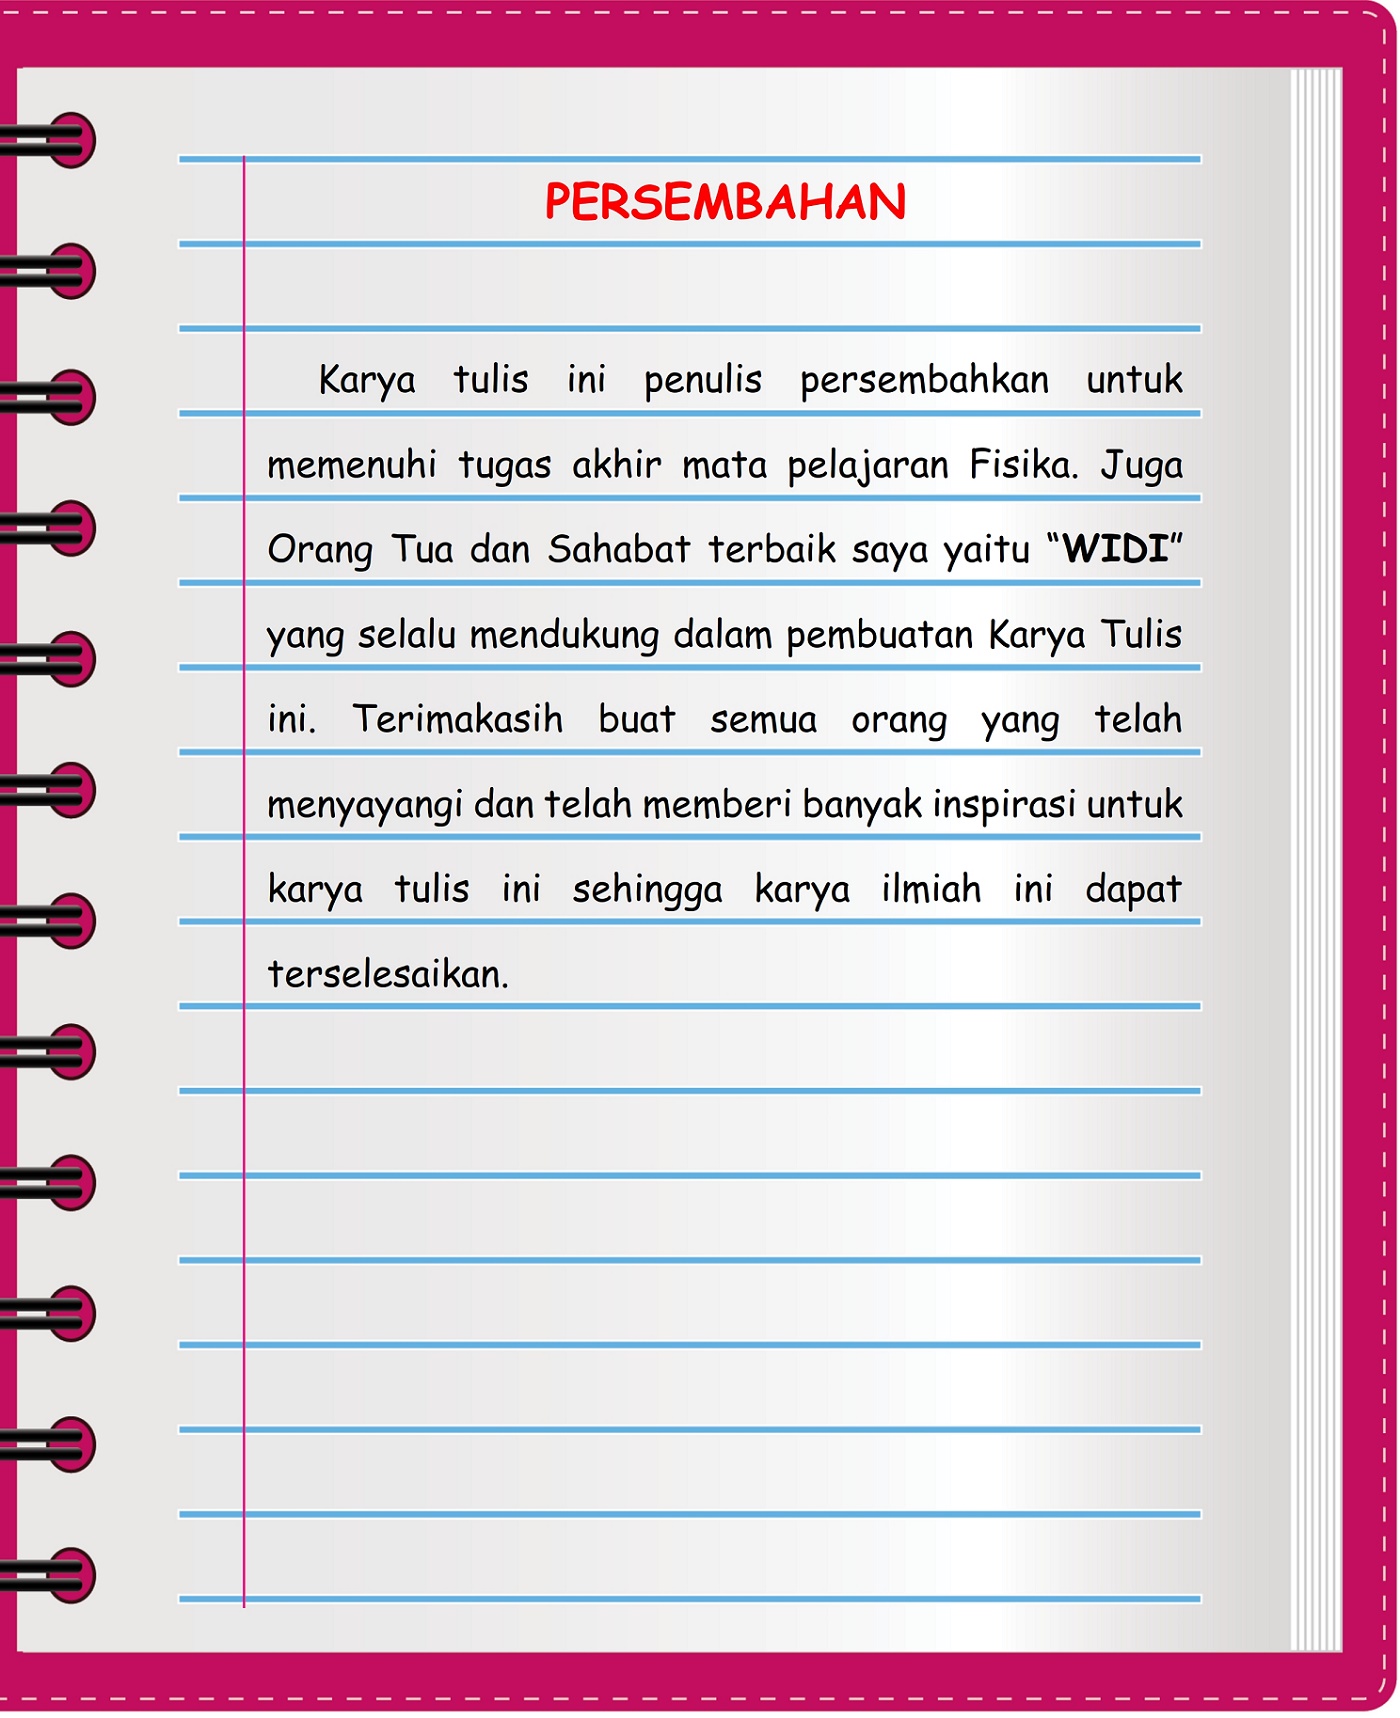 PERSEMBAHAN
Karya tulis ini penulis persembahkan untuk
memenuhi tugas akhir mata pelajaran Fisika. Juga
Orang Tua dan Sahabat terbaik saya yaitu “WIDI”
yang selalu mendukung dalam pembuatan Karya Tulis
ini. Terimakasih buat semua orang yang telah
menyayangi dan telah memberi banyak inspirasi untuk
karya tulis ini sehingga karya ilmiah ini dapat
terselesaikan.